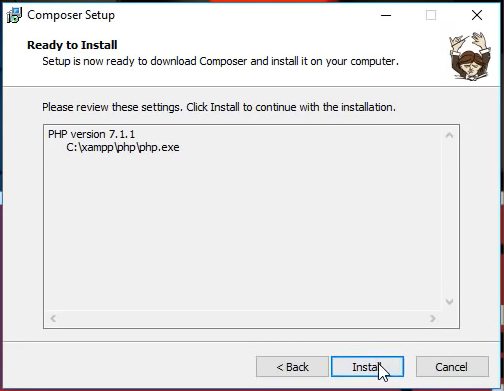 Composer Setup
Ready to Install
Setup is now ready to download Composer and install it on your computer.
Please review these settings. Click Install to continue with the installation.
PHP version 7.1.1
C:\xampp\php\php.exe
< Back
Install
Cancel